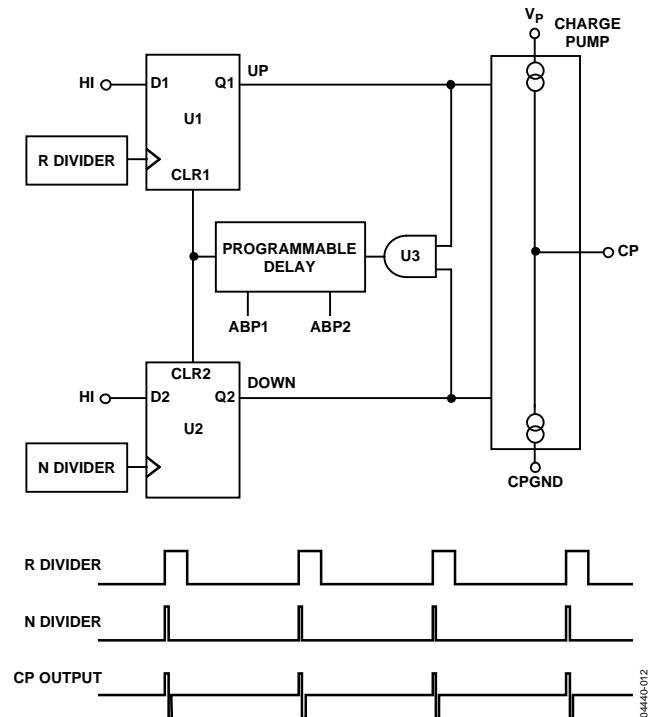 VP
CHARGE
PUMP
UP
HI
D1
Q1
U1
R DIVIDER
CLR1
PROGRAMMABLE
DELAY
U3
CP
ABP1
ABP2
CLR2
DOWN
HI
D2
Q2
U2
N DIVIDER
CPGND
R DIVIDER
N DIVIDER
CP OUTPUT
04440-012